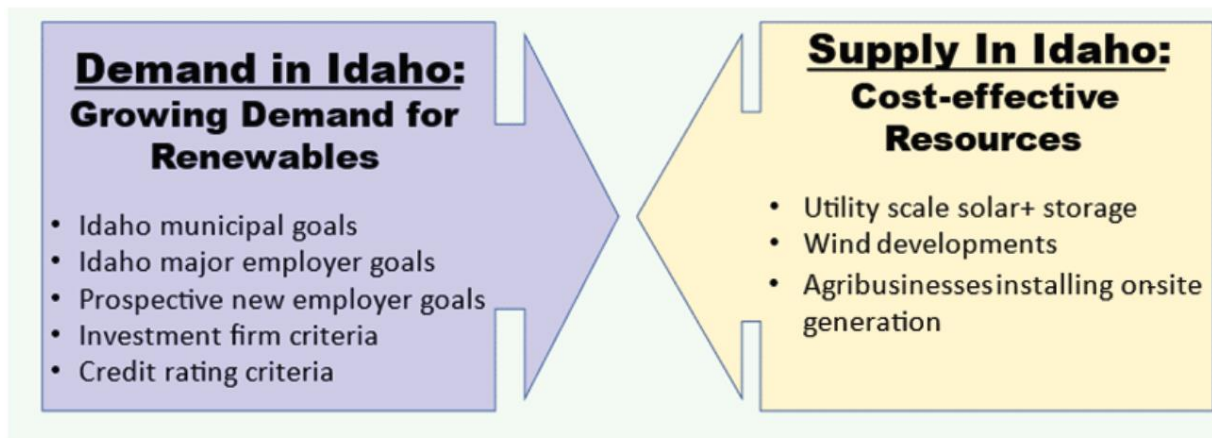 Demand in Idaho:
Growing Demand for
Renewables
• Idaho municipal goals
• Idaho major employer goals
• Prospective new employer goals
• Investment firm criteria
• Credit rating criteria
Supply In Idaho:
Cost-effective
Resources
• Utility scale solar+ storage
• Wind developments
• Agribusinesses installing on-site
generation